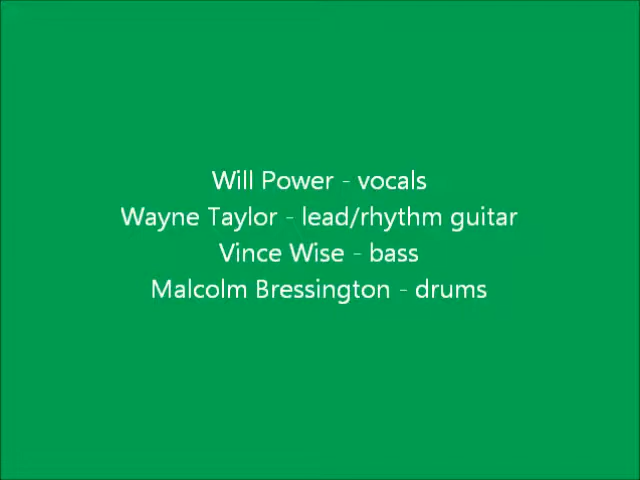 Will Power - vocals
Wayne Taylor - lead/rhythm guitar
Vince Wise - bass
Malcolm Bressington - drums